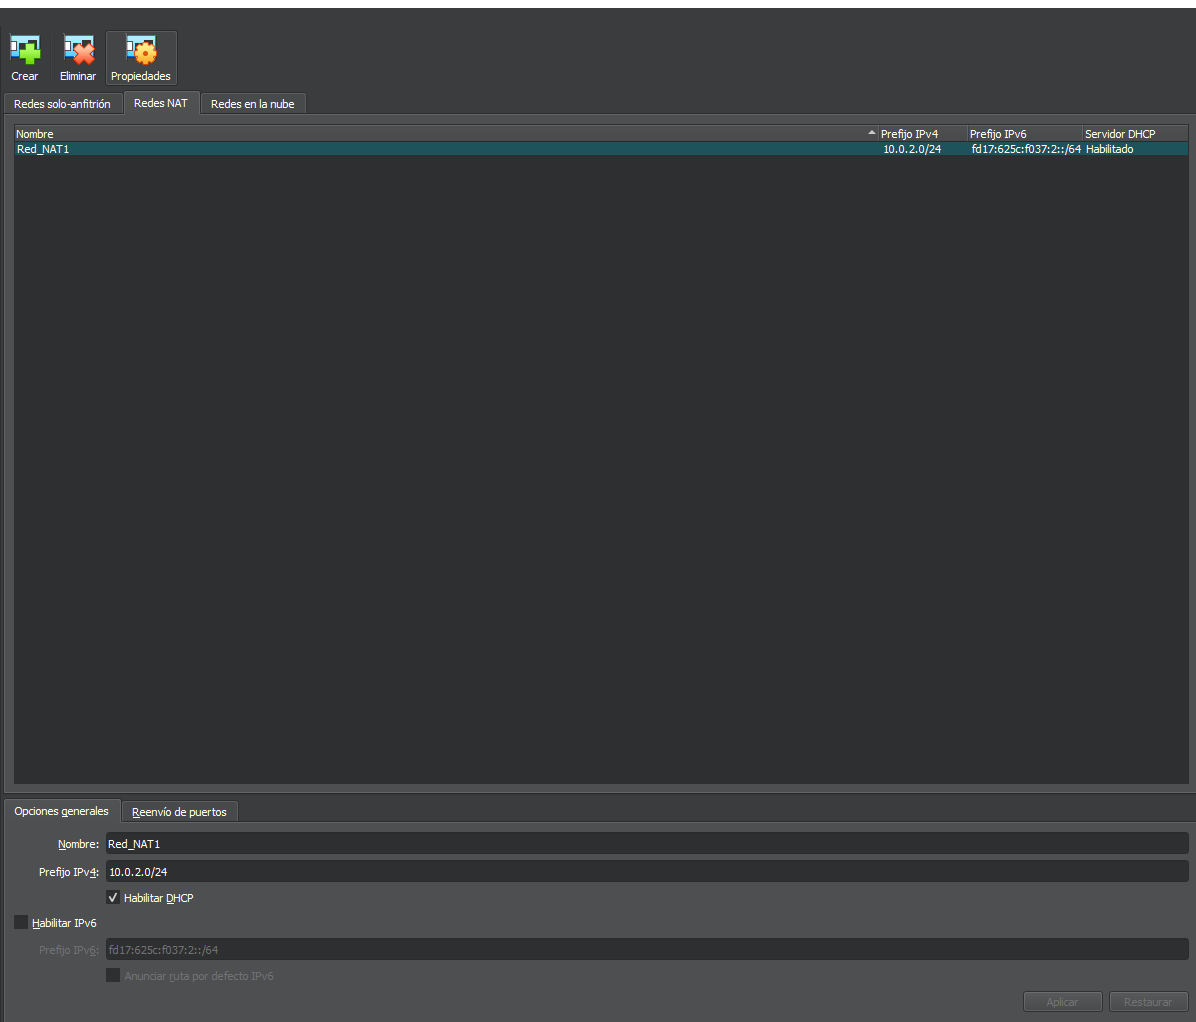 Crear Eliminar Propiedades
Redes solo-anfitrión Redes NAT Redes en la nube
Nombre Prefijo IPv4 Prefijo IPv6 Servidor DHCP
Red_NAT1 10.0.2.0/24 fd17:625c:f037:2::/64 Habilitado
Opciones generales Reenvío de puertos
Nombre: Red_NAT1
Prefijo IPv4: 10.0.2.0/24
Habilitar DHCP
Habilitar IPv6
Prefijo IPv6: fd17:625c:f037:2::/64
Anunciar ruta por defecto IPv6
Aplicar Restaurar